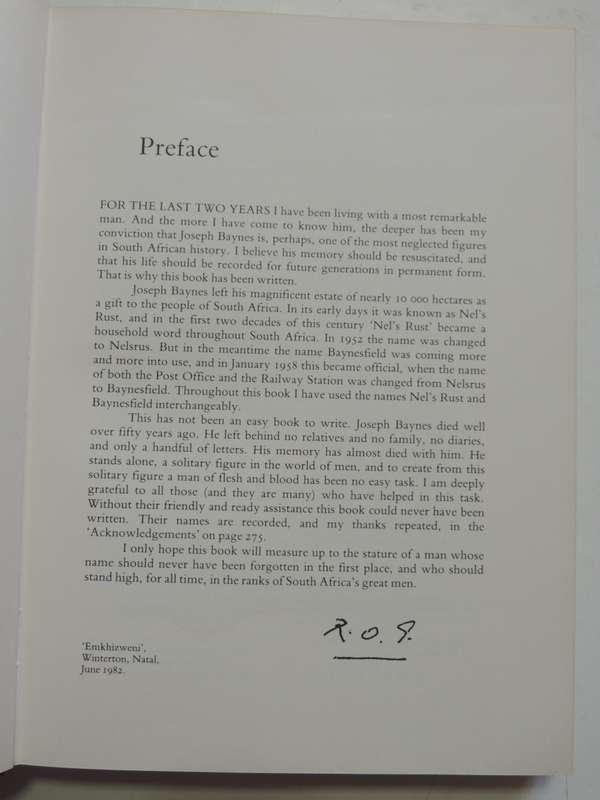 Preface
FOR THE LAST TWO YEARS I have been living with a most remarkable
man. And the more I have come to know him, the deeper has been my
conviction that Joseph Baynes is, perhaps, one of the most neglected figures
in South African history. I believe his memory should be resuscitated, and
that his life should be recorded for future generations in permanent form.
That is why this book has been written.
Joseph Baynes left his magnificent estate of nearly 10 000 hectares as
a gift to the people of South Africa. In its early days it was known as Nel's
Rust, and in the first two decades of this century 'Nel's Rust' became a
household word throughout South Africa. In 1952 the name was changed
to Nelsrus. But in the meantime the name Baynesfield was coming more
and more into use, and in January 1958 this became official, when the name
of both the Post Office and the Railway Station was changed from Nelsrus
to Baynesfield. Throughout this book I have used the names Nel's Rust and
Baynesfield interchangeably.
This has not been an easy book to write. Joseph Baynes died well
over fifty years ago. He left behind no relatives and no family, no diaries,
and only a handful of letters. His memory has almost died with him. He
stands alone, a solitary figure in the world of men, and to create from this
solitary figure a man of flesh and blood has been no easy task. I am deeply
grateful to all those (and they are many) who have helped in this task.
Without their friendly and ready assistance this book could never have been
written. Their names are recorded, and my thanks repeated, in the
'Acknowledgements' on page 275.
I only hope this book will measure up to the stature of a man whose
name should never have been forgotten in the first place, and who should
stand high, for all time, in the ranks of South Africa's great men.
R. O. P.
'Emkhizweni',
Winterton, Natal,
June 1982.